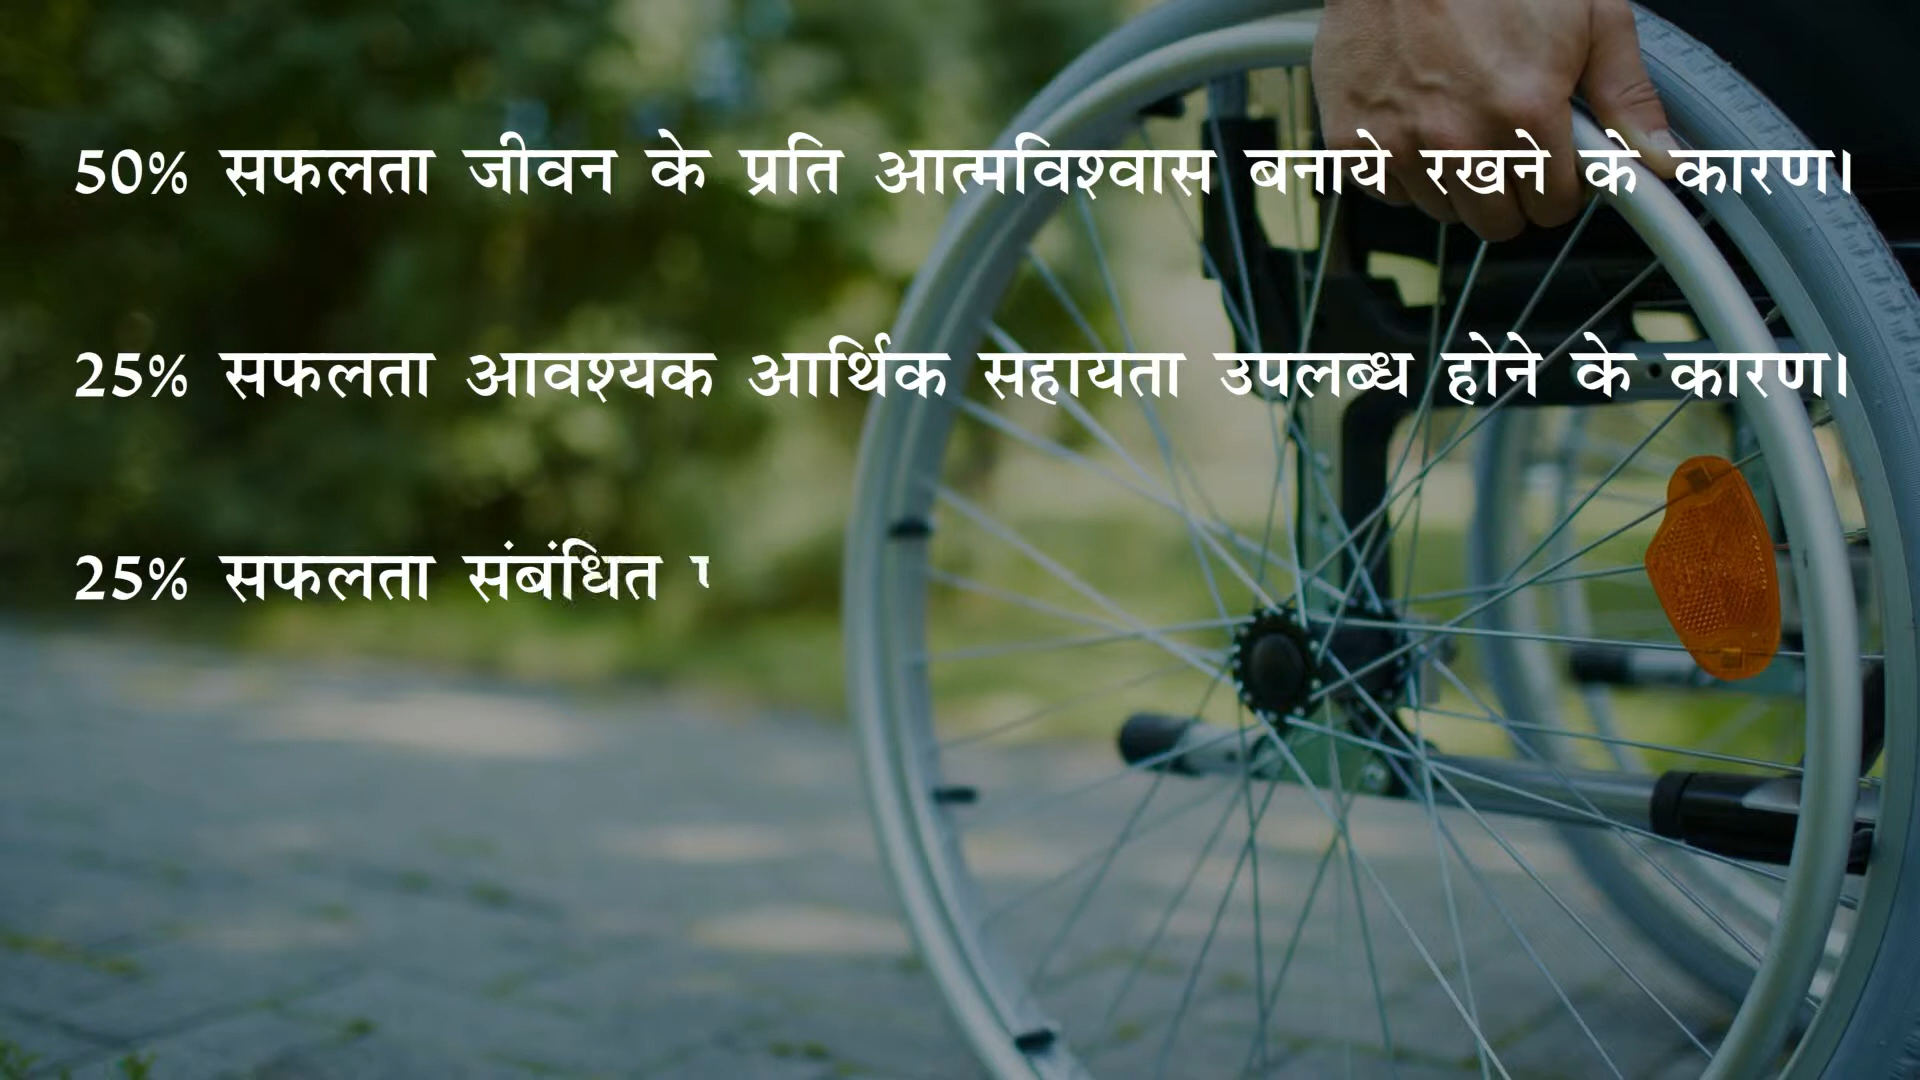 50% सफलता जीवन के प्रति आत्मविश्वास बनाये रखने के कारण।
25% सफलता आवश्यक आर्थिक सहायता उपलब्ध होने के कारण।
25% सफलता संबंधित